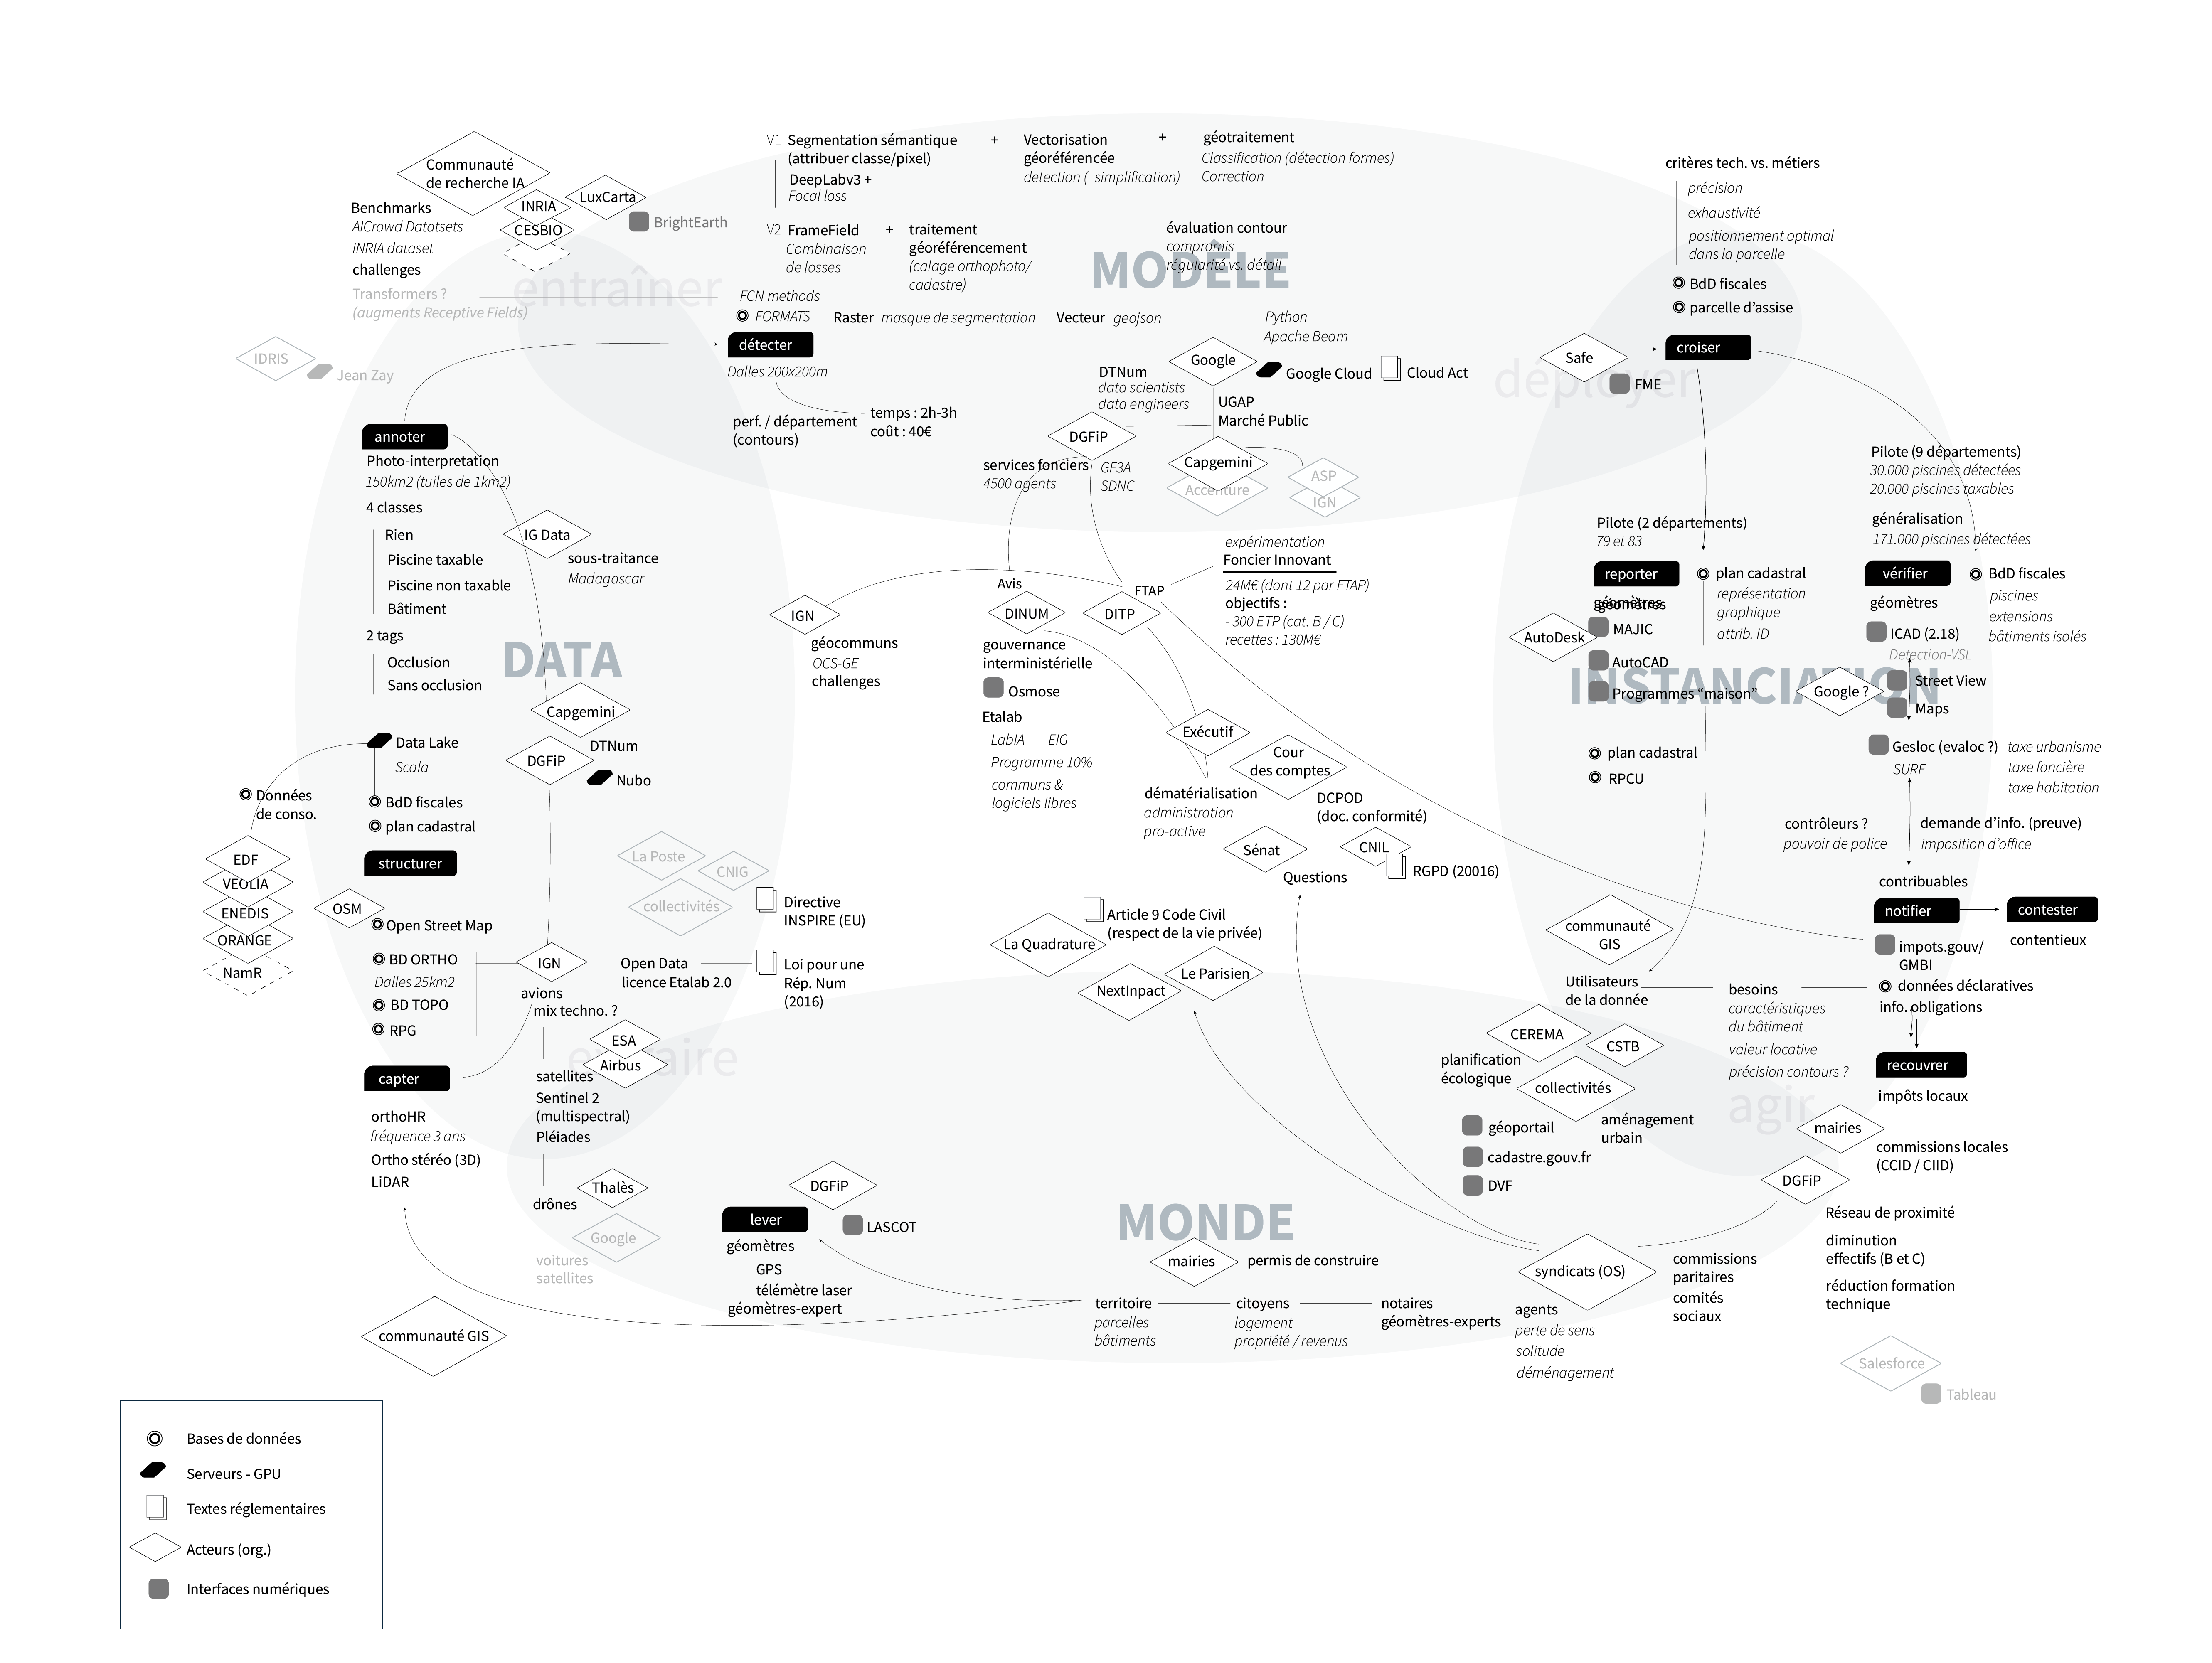 V1 Segmentation sémantique
(attribuer classe/pixel)
DeepLabv3 +
Focal loss
+
Vectorisation
géoréférencée
detection (+simplification)
+
géotraitement
Classification (détection formes)
Correction
V2 FrameField
Combinaison
de losses
+
traitement
géoréférencement
(calage orthophoto/
cadastre)
évaluation contour
compromis
régularité vs. détail
MODÈLE
FCN methods
FORMATS
Raster masque de segmentation
Vecteur geojson
Python
Apache Beam
détecter
Dalles 200x200m
perf. / département
(contours)
temps : 2h-3h
coût : 40€
Communauté
de recherche IA
INRIA
CESBIO
LuxCarta
BrightEarth
Benchmarks
AICrowd Datatsets
INRIA dataset
challenges
Transformers ?
(augments Receptive Fields)
entraîner
IDRIS
Jean Zay
annoter
Photo-interpretation
150km2 (tuiles de 1km2)
4 classes
Rien
Piscine taxable
Piscine non taxable
Bâtiment
2 tags
Occlusion
Sans occlusion
IG Data
sous-traitance
Madagascar
DATA
Capgemini
DGFiP
DTNum
Nubo
Data Lake
Scala
BdD fiscales
plan cadastral
Données
de conso.
EDF
VEOLIA
ENEDIS
ORANGE
NamR
structurer
OSM
Open Street Map
BD ORTHO
Dalles 25km2
BD TOPO
RPG
IGN
avions
mix techno. ?
Open Data
licence Etalab 2.0
La Poste
CNIG
collectivités
Directive
INSPIRE (EU)
Loi pour une
Rép. Num
(2016)
extraire
ESA
Airbus
satellites
Sentinel 2
(multispectral)
Pléiades
drônes
Thalès
Google
voitures
satellites
capter
orthoHR
fréquence 3 ans
Ortho stéréo (3D)
LiDAR
communauté GIS
DTNum
data scientists
data engineers
Google
Google Cloud
Cloud Act
UGAP
Marché Public
DGFiP
services fonciers
4500 agents
GF3A
SDNC
Capgemini
Accenture
ASP
IGN
IGN
géocommuns
OCS-GE
challenges
Avis
DINUM
DITP
FTAP
gouvernance
interministérielle
Osmose
Etalab
LabIA EIG
Programme 10%
communs &
logiciels libres
expérimentation
Foncier Innovant
24M€ (dont 12 par FTAP)
objectifs :
- 300 ETP (cat. B / C)
recettes : 130M€
Exécutif
Cour
des comptes
dématérialisation
administration
pro-active
DCPOD
(doc. conformité)
Sénat
CNIL
RGPD (20016)
Questions
Article 9 Code Civil
(respect de la vie privée)
La Quadrature
Le Parisien
NextInpact
critères tech. vs. métiers
précision
exhaustivité
positionnement optimal
dans la parcelle
BdD fiscales
parcelle d’assise
croiser
Safe
FME
déployer
Pilote (2 départements)
79 et 83
reporter
géomètres
géomètres
AutoDesk
MAJIC
AutoCAD
Programmes “maison”
plan cadastral
RPCU
plan cadastral
représentation
graphique
attrib. ID
INSTANCIATION
Pilote (9 départements)
30.000 piscines détectées
20.000 piscines taxables
généralisation
171.000 piscines détectées
vérifier
géomètres
ICAD (2.18)
Detection-VSL
Google ?
Street View
Maps
Gesloc (evaloc ?)
SURF
BdD fiscales
piscines
extensions
bâtiments isolés
taxe urbanisme
taxe foncière
taxe habitation
contrôleurs ?
pouvoir de police
demande d’info. (preuve)
imposition d’office
contribuables
notifier
contester
contentieux
impots.gouv/
GMBI
données déclaratives
info. obligations
recouvrer
impôts locaux
communauté
GIS
Utilisateurs
de la donnée
besoins
caractéristiques
du bâtiment
valeur locative
précision contours ?
CEREMA
CSTB
planification
écologique
collectivités
aménagement
urbain
géoportail
cadastre.gouv.fr
DVF
agir
mairies
commissions locales
(CCID / CIID)
DGFiP
Réseau de proximité
diminution
effectifs (B et C)
réduction formation
technique
syndicats (OS)
commissions
paritaires
comités
sociaux
agents
perte de sens
solitude
déménagement
Salesforce
Tableau
MONDE
DGFiP
LASCOT
lever
géomètres
GPS
télémètre laser
géomètres-expert
mairies
permis de construire
territoire
parcelles
bâtiments
citoyens
logement
propriété / revenus
notaires
géomètres-experts
Bases de données
Serveurs - GPU
Textes réglementaires
Acteurs (org.)
Interfaces numériques